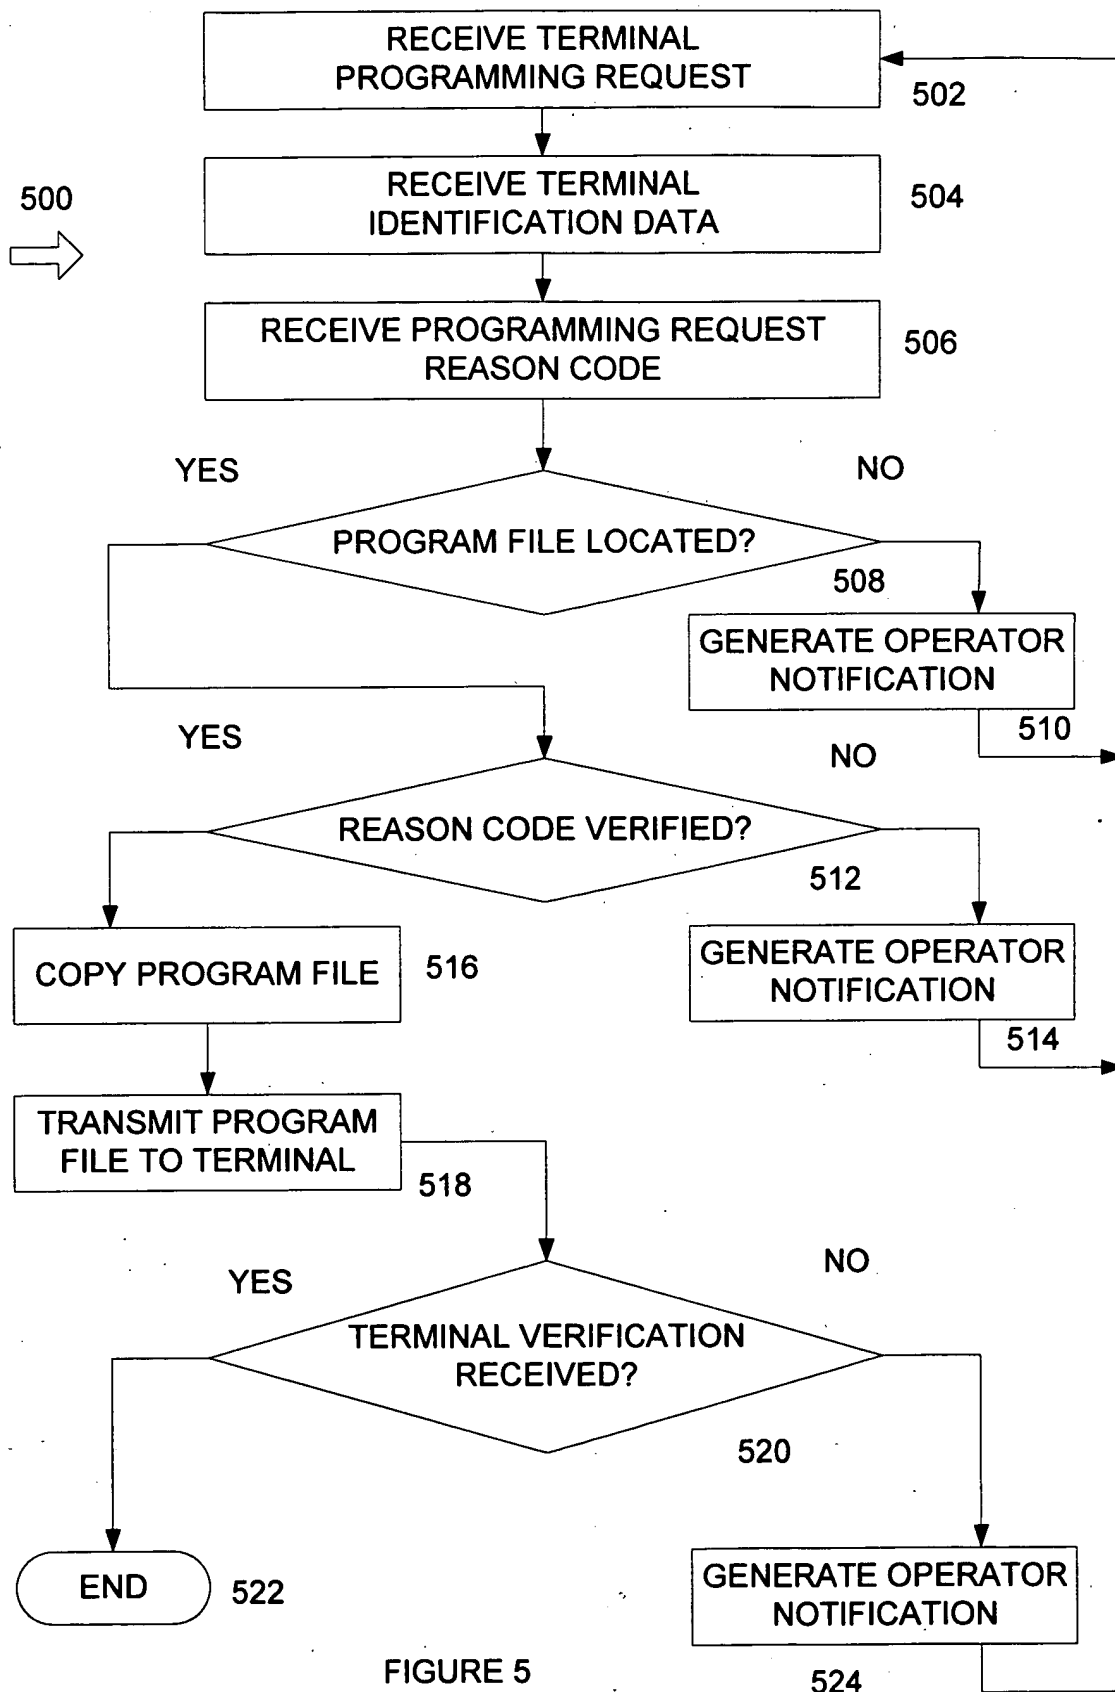 RECEIVE TERMINAL
PROGRAMMING REQUEST
502
RECEIVE TERMINAL
IDENTIFICATION DATA
504
500
RECEIVE PROGRAMMING REQUEST
REASON CODE
506
YES
NO
PROGRAM FILE LOCATED?
508
GENERATE OPERATOR
NOTIFICATION
510
YES
NO
REASON CODE VERIFIED?
512
COPY PROGRAM FILE
516
GENERATE OPERATOR
NOTIFICATION
514
TRANSMIT PROGRAM
FILE TO TERMINAL
518
YES
NO
TERMINAL VERIFICATION
RECEIVED?
520
END
522
GENERATE OPERATOR
NOTIFICATION
524
FIGURE 5